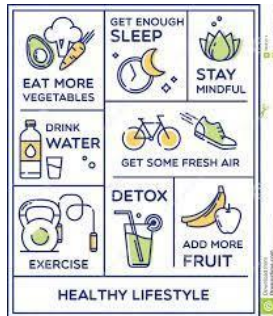 EAT MORE
VEGETABLES
GET ENOUGH
SLEEP
STAY
MINDFUL
DRINK
WATER
GET SOME FRESH AIR
EXERCISE
DETOX
ADD MORE
FRUIT
HEALTHY LIFESTYLE